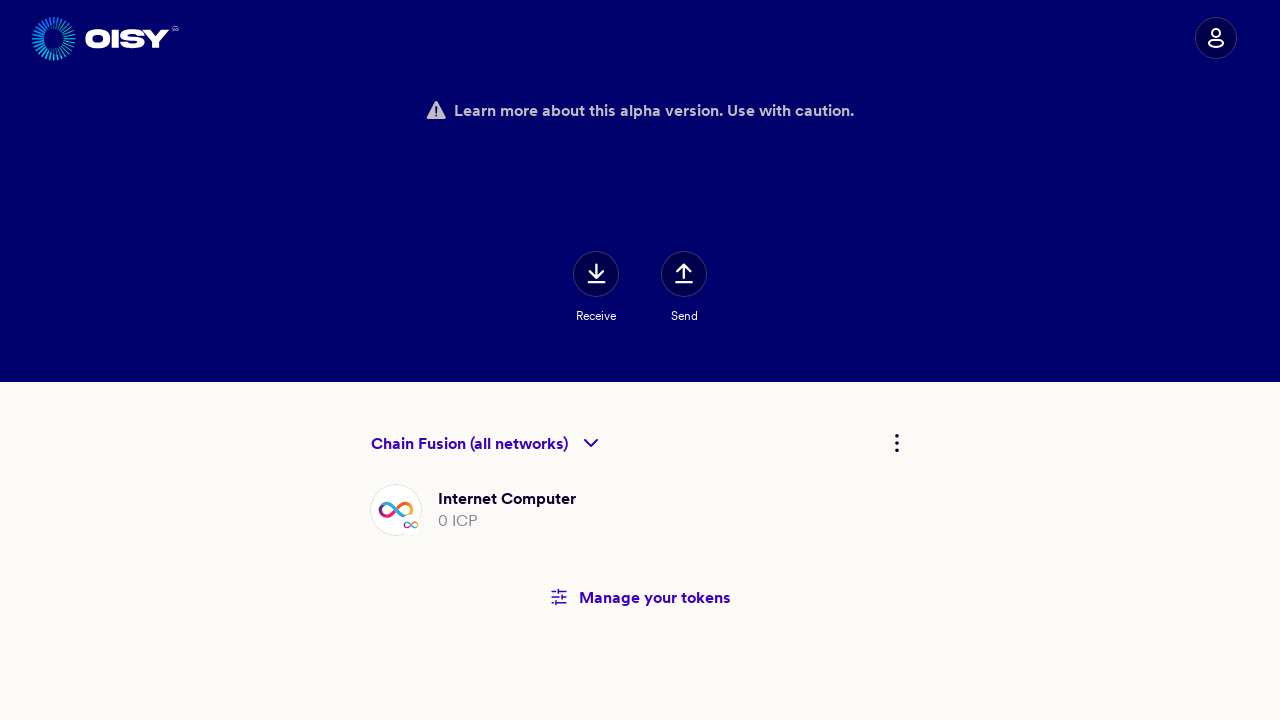 OISY
Learn more about this alpha version. Use with caution.
Receive
Send
Chain Fusion (all networks)
Internet Computer
0 ICP
Manage your tokens